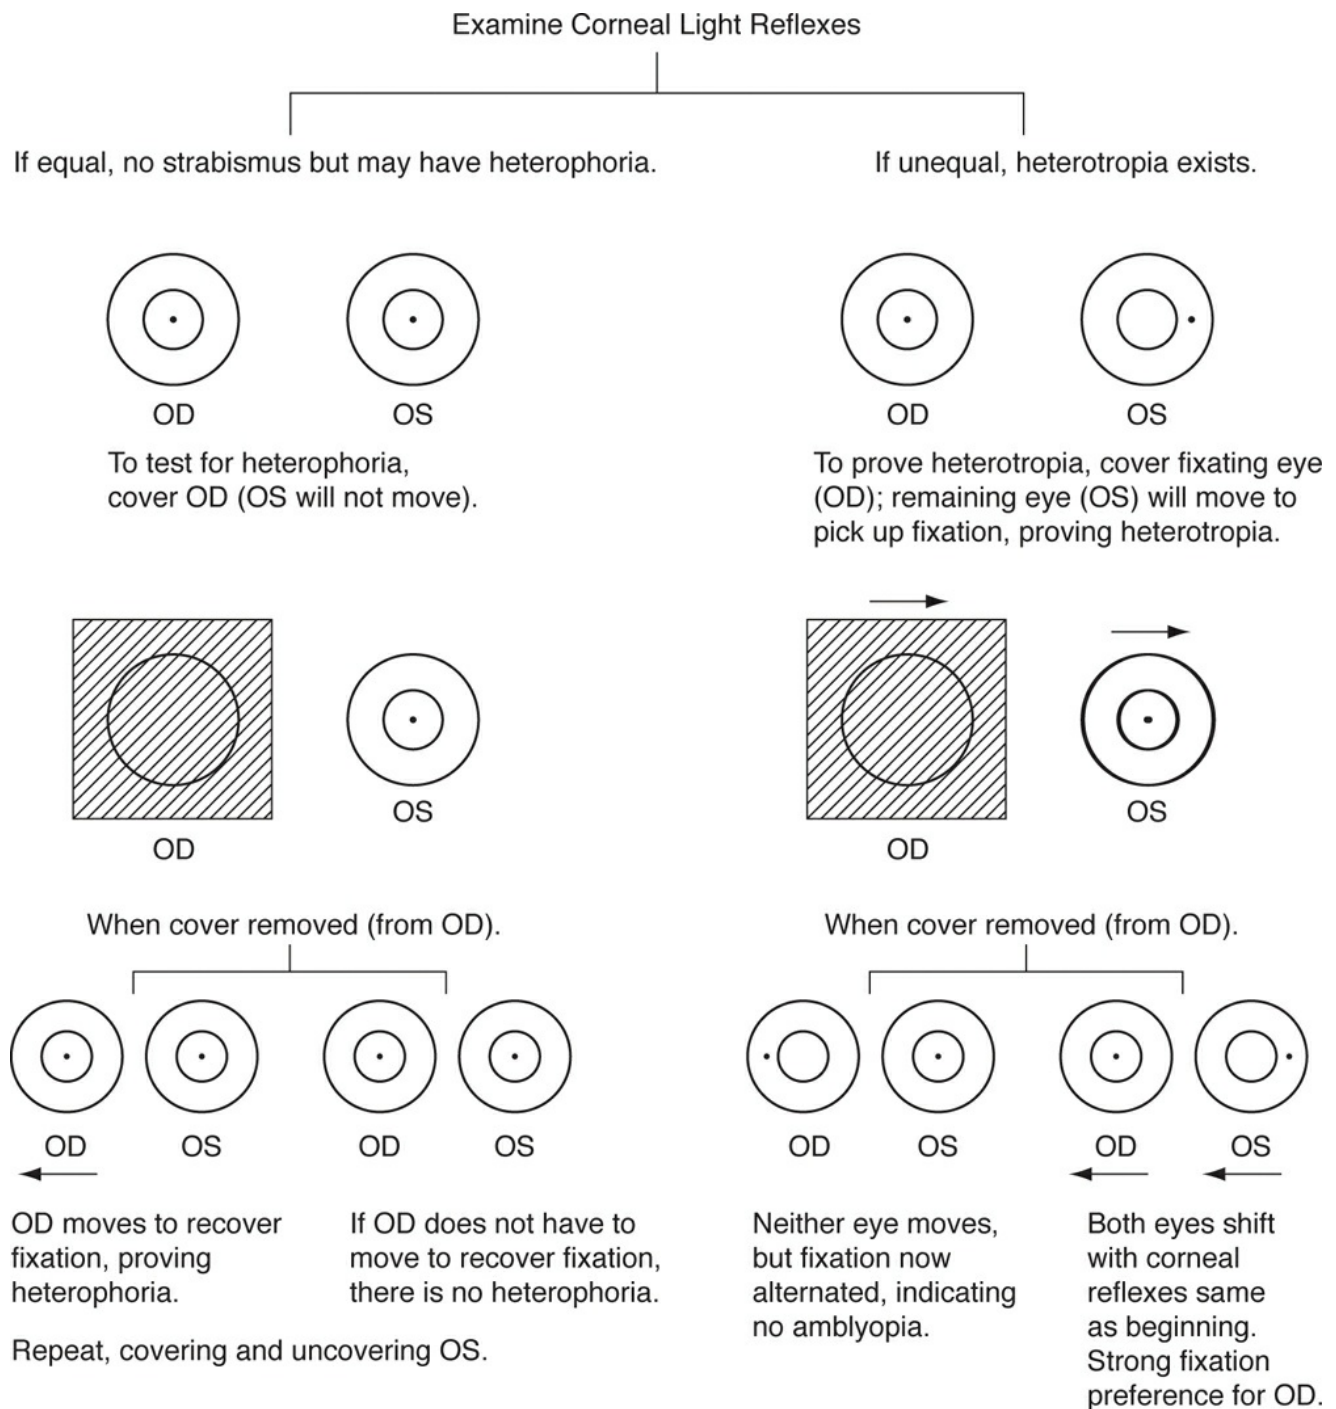 Examine Corneal Light Reflexes
If equal, no strabismus but may have heterophoria.
If unequal, heterotropia exists.
OD
OS
To test for heterophoria,
cover OD (OS will not move).
OD
OS
To prove heterotropia, cover fixating eye
(OD); remaining eye (OS) will move to
pick up fixation, proving heterotropia.
OS
OD
OS
OD
When cover removed (from OD).
OD
OS
OD
OS
OD moves to recover
fixation, proving
heterophoria.
If OD does not have to
move to recover fixation,
there is no heterophoria.
Repeat, covering and uncovering OS.
When cover removed (from OD).
OD
OS
OD
OS
Neither eye moves,
but fixation now
alternated, indicating
no amblyopia.
Both eyes shift
with corneal
reflexes same
as beginning.
Strong fixation
preference for OD.